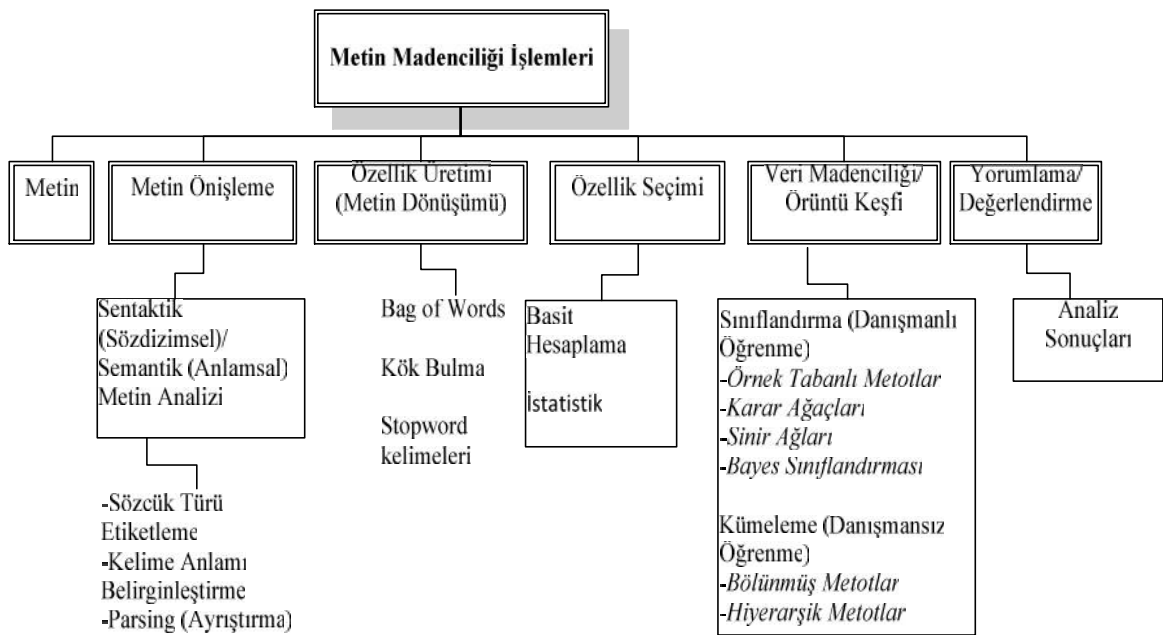 Metin Madenciliği İşlemleri
Metin
Metin Önişleme
Özellik Üretimi
(Metin Dönüşümü)
Özellik Seçimi
Veri Madenciliği/
Örüntü Keşfi
Yorumlama/
Değerlendirme
Sentaktik
(Sözdizimsel)/
Semantik (Anlamsal)
Metin Analizi
-Sözcük Türü
Etiketleme
-Kelime Anlamı
Belirginleştirme
-Parsing (Ayrıştırma)
Bag of Words
Kök Bulma
Stopword
kelimeleri
Basit
Hesaplama
İstatistik
Sınıflandırma (Danışmanlı
Öğrenme)
-Örnek Tabanlı Metotlar
-Karar Ağaçları
-Sinir Ağları
-Bayes Sınıflandırması
Kümeleme (Danışmansız
Öğrenme)
-Bölünmüş Metotlar
-Hiyerarşik Metotlar
Analiz
Sonuçları